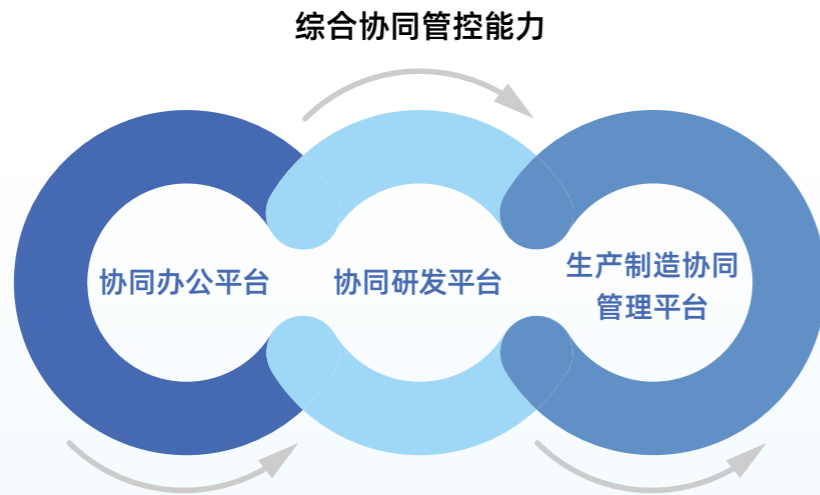 综合协同管控能力
协同办公平台
协同研发平台
生产制造协同
管理平台